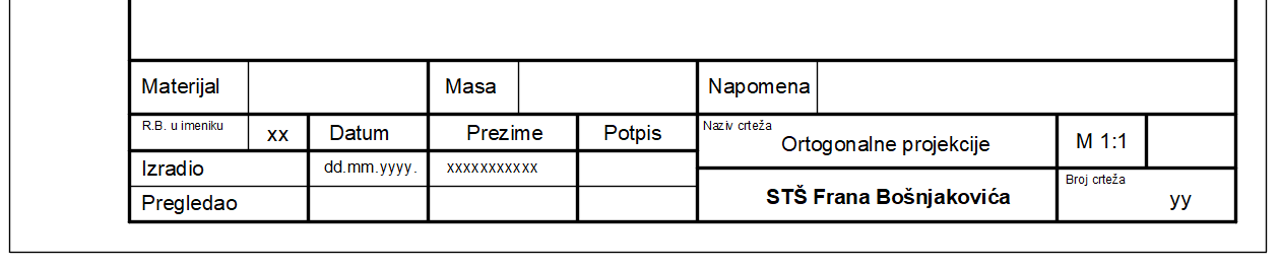 Materijal Masa Napomena
R.B. u imeniku xx Datum Prezime Potpis Naziv crteža Ortogonalne projekcije M 1:1
Izradio dd.mm.yyyy. xxxxxxxxxxx
STŠ Frana Bošnjakovića Broj crteža yy
Pregledao